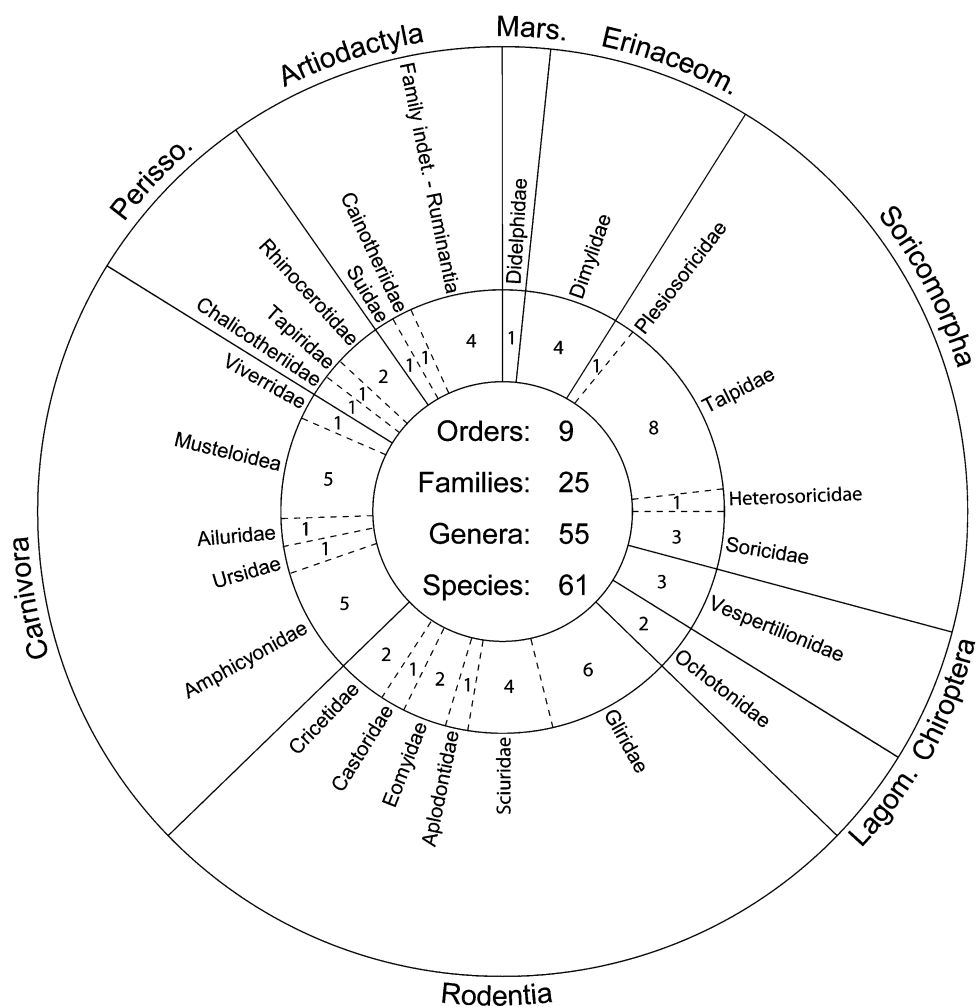 Mars.
Erinaceom.
Soricomorpha
Chiroptera
Lagom.
Rodentia
Carnivora
Perisso.
Artiodactyla
Didelphidae
1
Dimylidae
4
Plesiosoricidae
1
Talpidae
8
Heterosoricidae
1
Soricidae
3
Vespertilionidae
3
Ochotonidae
2
Gliridae
6
Sciuridae
4
Aplodontidae
1
Eomyidae
2
Castoridae
1
Cricetidae
2
Amphicyonidae
5
Ursidae
1
Ailuridae
1
Musteloidea
5
Viverridae
1
Chalicotheriidae
1
Tapiridae
1
Rhinocerotidae
2
Suidae
1
Cainotheriidae
1
Family indet. - Ruminantia
4
Orders: 9
Families: 25
Genera: 55
Species: 61